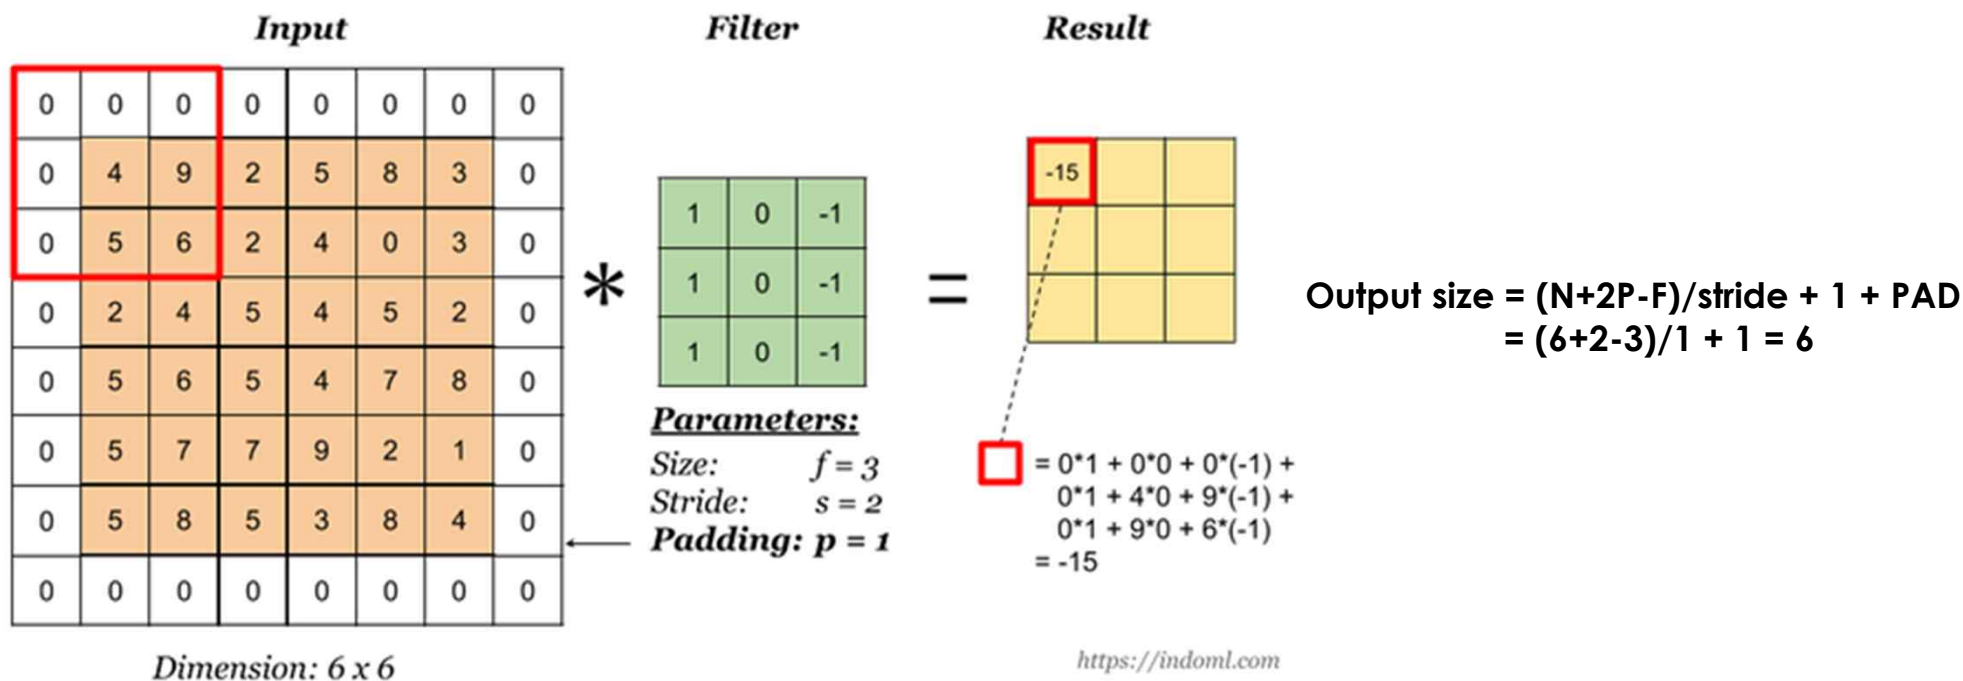 Input
Filter
Result
0 0 0 0 0 0 0 0
0 4 9 2 5 8 3 0
0 5 6 2 4 0 3 0
0 2 4 5 4 5 2 0
0 5 6 5 4 7 8 0
0 5 7 7 9 2 1 0
0 5 8 5 3 8 4 0
0 0 0 0 0 0 0 0
Dimension: 6 x 6
*
1 0 -1
1 0 -1
1 0 -1
Parameters:
Size: f = 3
Stride: s = 2
Padding: p = 1
=
-15
= 0*1 + 0*0 + 0*(-1) +
0*1 + 4*0 + 9*(-1) +
0*1 + 9*0 + 6*(-1)
= -15
https://indoml.com
Output size = (N+2P-F)/stride + 1 + PAD
= (6+2-3)/1 + 1 = 6